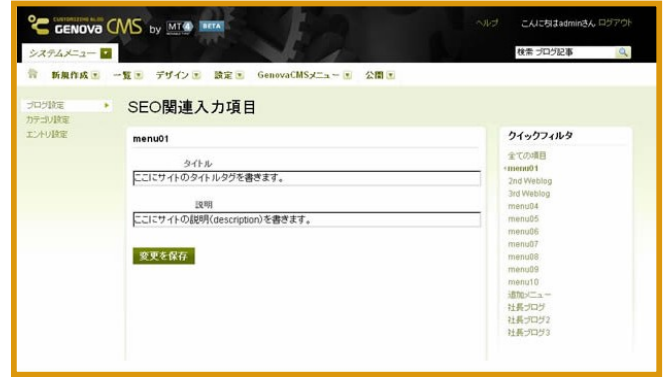 CUSTOMIZING BLOG
GENOVA CMS by MT4 BETA
ヘルプ こんにちはadminさん ログアウト
システムメニュー
検索 ブログ記事
新規作成 一覧 デザイン 設定 GenovaCMSメニュー 公開
ブログ設定
カテゴリ設定
エントリ設定
SEO関連入力項目
menu01
タイトル
ここにサイトのタイトルタグを書きます。
説明
ここにサイトの説明(description)を書きます。
変更を保存
クイックフィルタ
全ての項目
menu01
2nd Weblog
3rd Weblog
menu04
menu05
menu06
menu07
menu08
menu09
menu10
追加メニュー
社長ブログ
社長ブログ2
社長ブログ3